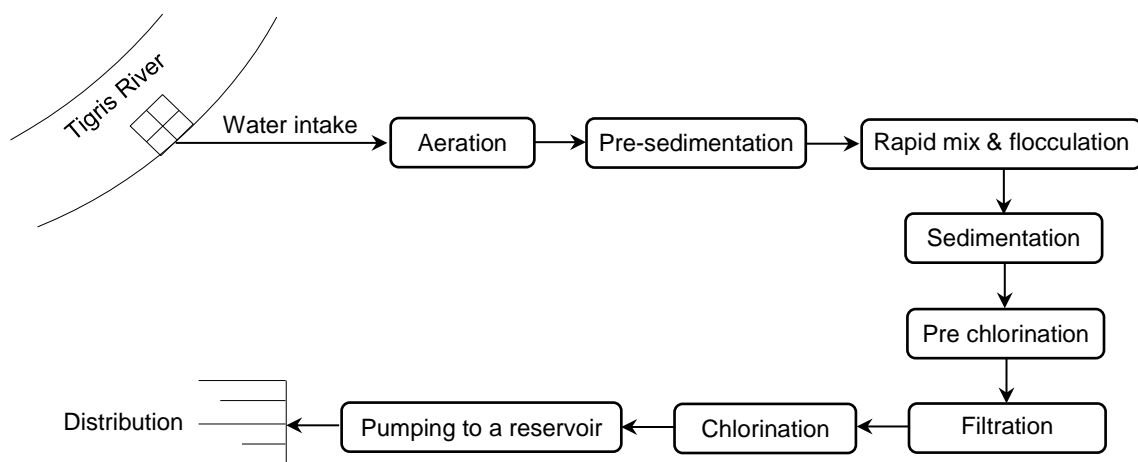 Tigris River
Water intake
Aeration
Pre-sedimentation
Rapid mix & flocculation
Sedimentation
Pre chlorination
Filtration
Chlorination
Pumping to a reservoir
Distribution